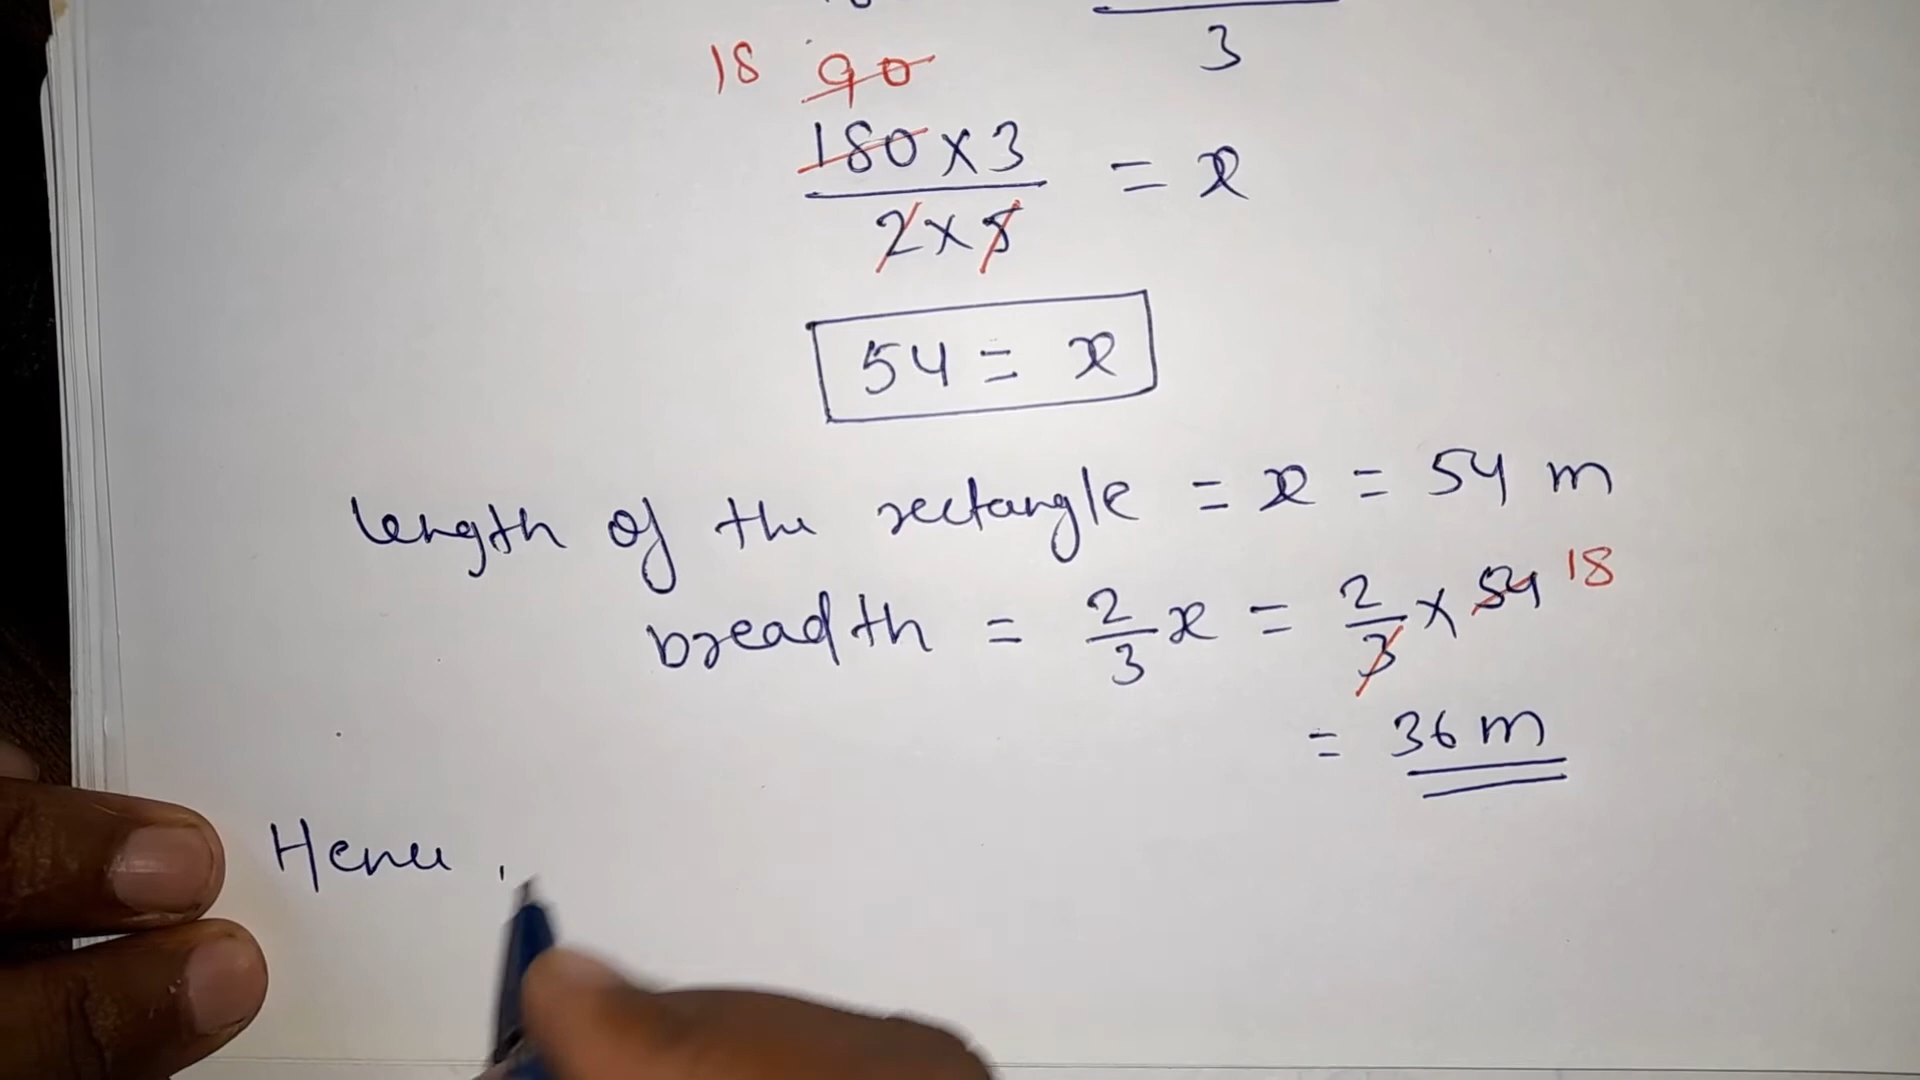 3
18 90
180 × 3 / 2 × 5 = x
54 = x
length of the rectangle = x = 54 m
breadth = 2/3 x = 2/3 × 54 18
= 36 m
Hence,